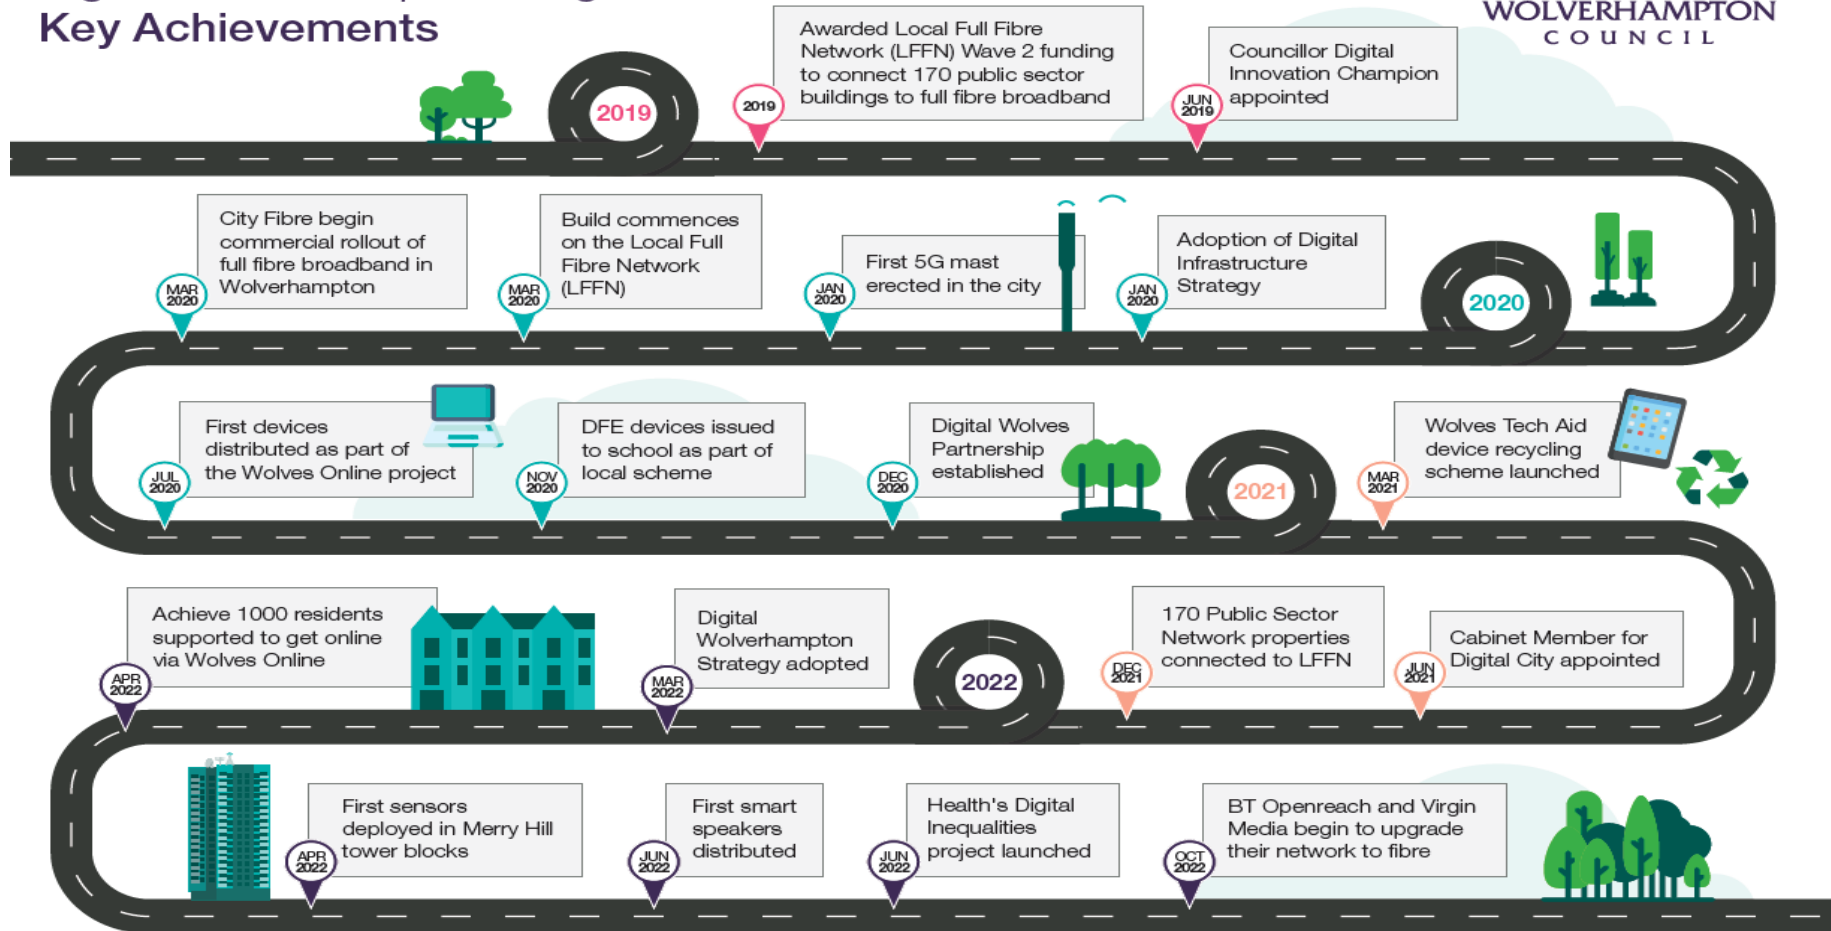 Key Achievements
WOLVERHAMPTON
COUNCIL
2019
2019
Awarded Local Full Fibre
Network (LFFN) Wave 2 funding
to connect 170 public sector
buildings to full fibre broadband
JUN
2019
Councillor Digital
Innovation Champion
appointed
2020
JAN
2020
Adoption of Digital
Infrastructure
Strategy
JAN
2020
First 5G mast
erected in the city
MAR
2020
Build commences
on the Local Full
Fibre Network
(LFFN)
MAR
2020
City Fibre begin
commercial rollout of
full fibre broadband in
Wolverhampton
JUL
2020
First devices
distributed as part of
the Wolves Online project
NOV
2020
DFE devices issued
to school as part of
local scheme
DEC
2020
Digital Wolves
Partnership
established
2021
MAR
2021
Wolves Tech Aid
device recycling
scheme launched
JUN
2021
Cabinet Member for
Digital City appointed
DEC
2021
170 Public Sector
Network properties
connected to LFFN
2022
MAR
2022
Digital
Wolverhampton
Strategy adopted
APR
2022
Achieve 1000 residents
supported to get online
via Wolves Online
APR
2022
First sensors
deployed in Merry Hill
tower blocks
JUN
2022
First smart
speakers
distributed
JUN
2022
Health's Digital
Inequalities
project launched
OCT
2022
BT Openreach and Virgin
Media begin to upgrade
their network to fibre